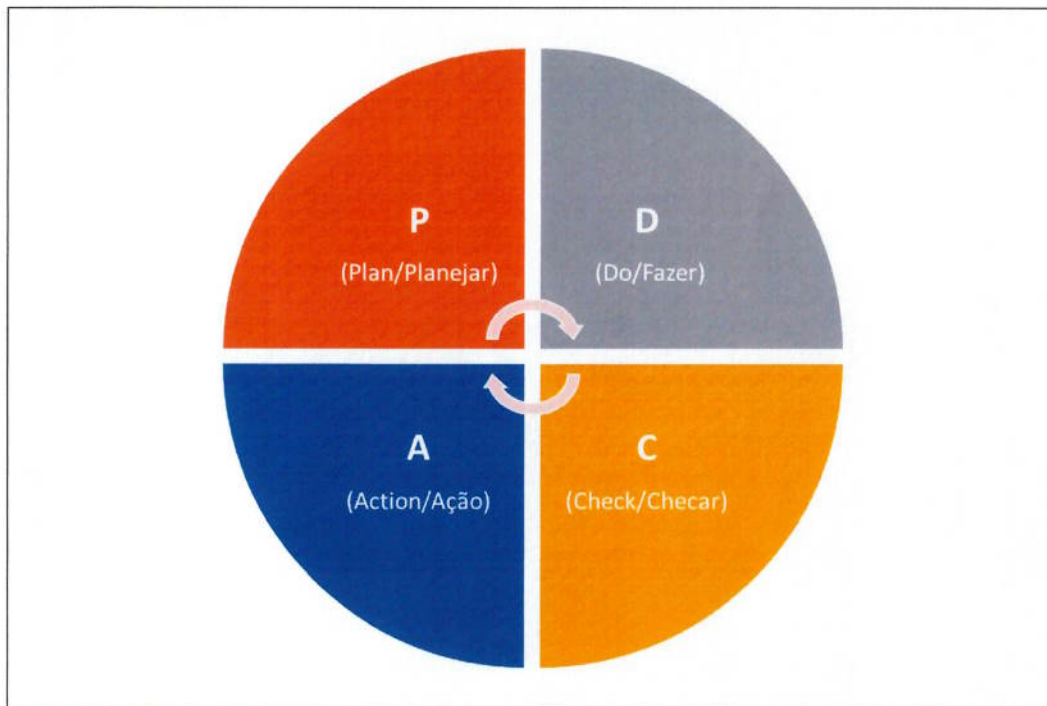 P
(Plan/Planejar)
D
(Do/Fazer)
A
(Action/Ação)
C
(Check/Checar)